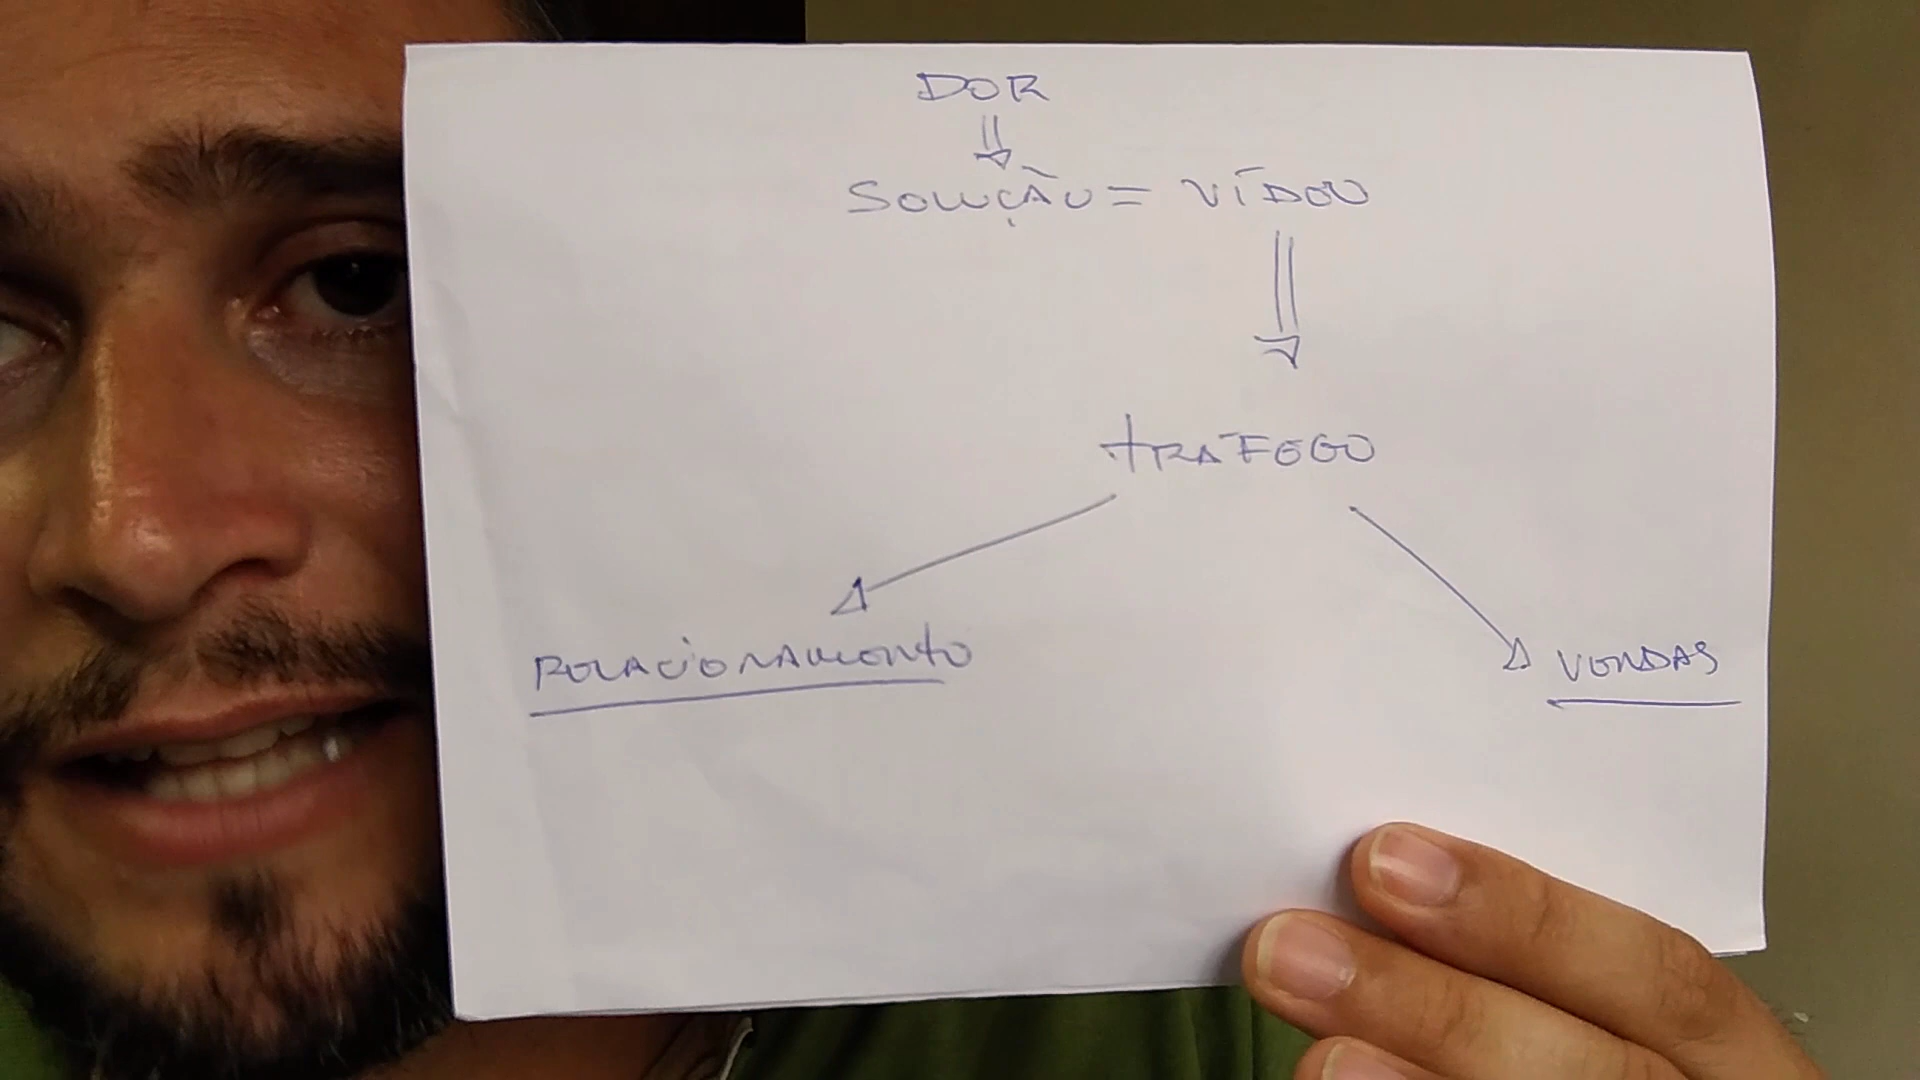 DOR
SOLUÇÃO = VÍDEO
TRÁFEGO
RELACIONAMENTO
VENDAS